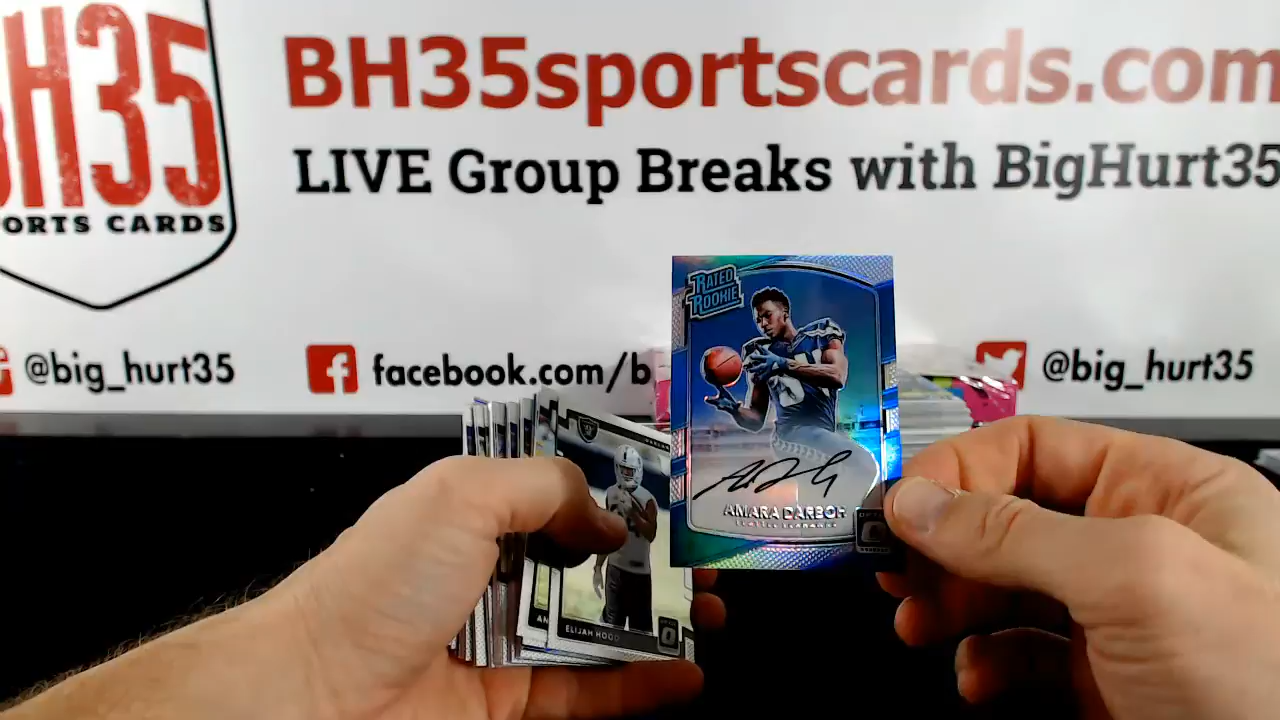 BH35
ORTS CARDS
BH35sportscards.com
LIVE Group Breaks with BigHurt35
@big_hurt35
facebook.com/b
@big_hurt35
RATED
ROOKIE
AMARA DARBOH
ELIJAH HOOD